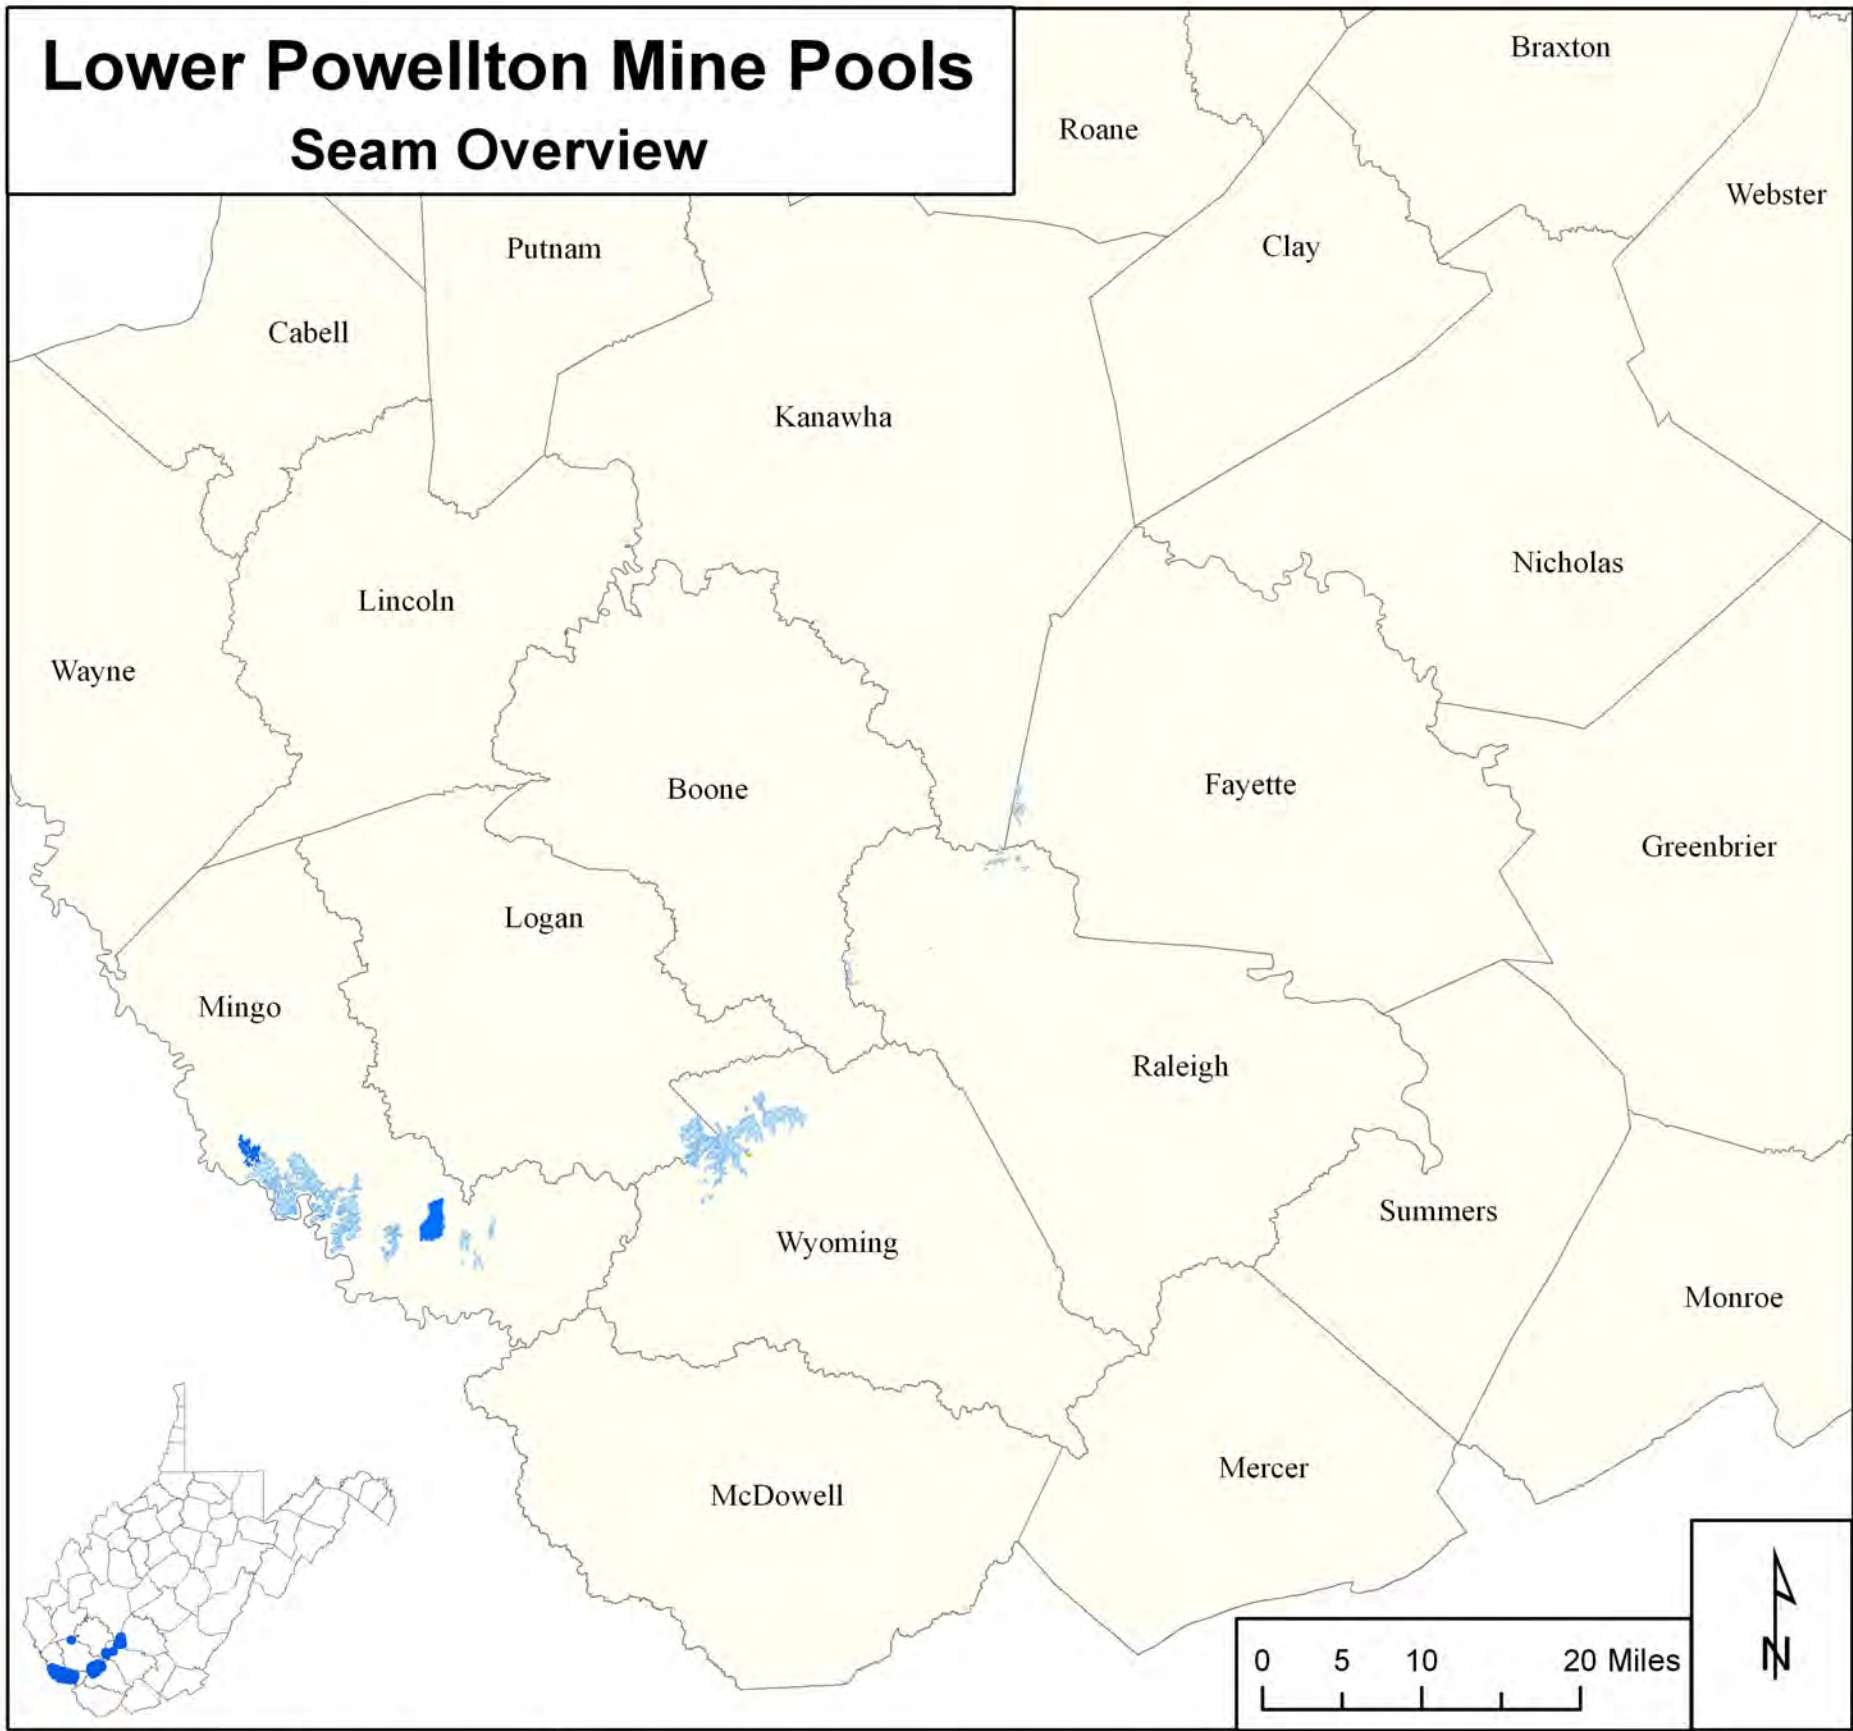 Lower Powellton Mine Pools
Seam Overview
Braxton
Roane
Webster
Clay
Putnam
Cabell
Kanawha
Nicholas
Lincoln
Wayne
Boone
Fayette
Greenbrier
Logan
Mingo
Raleigh
Summers
Wyoming
Monroe
Mercer
McDowell
0 5 10 20 Miles
N